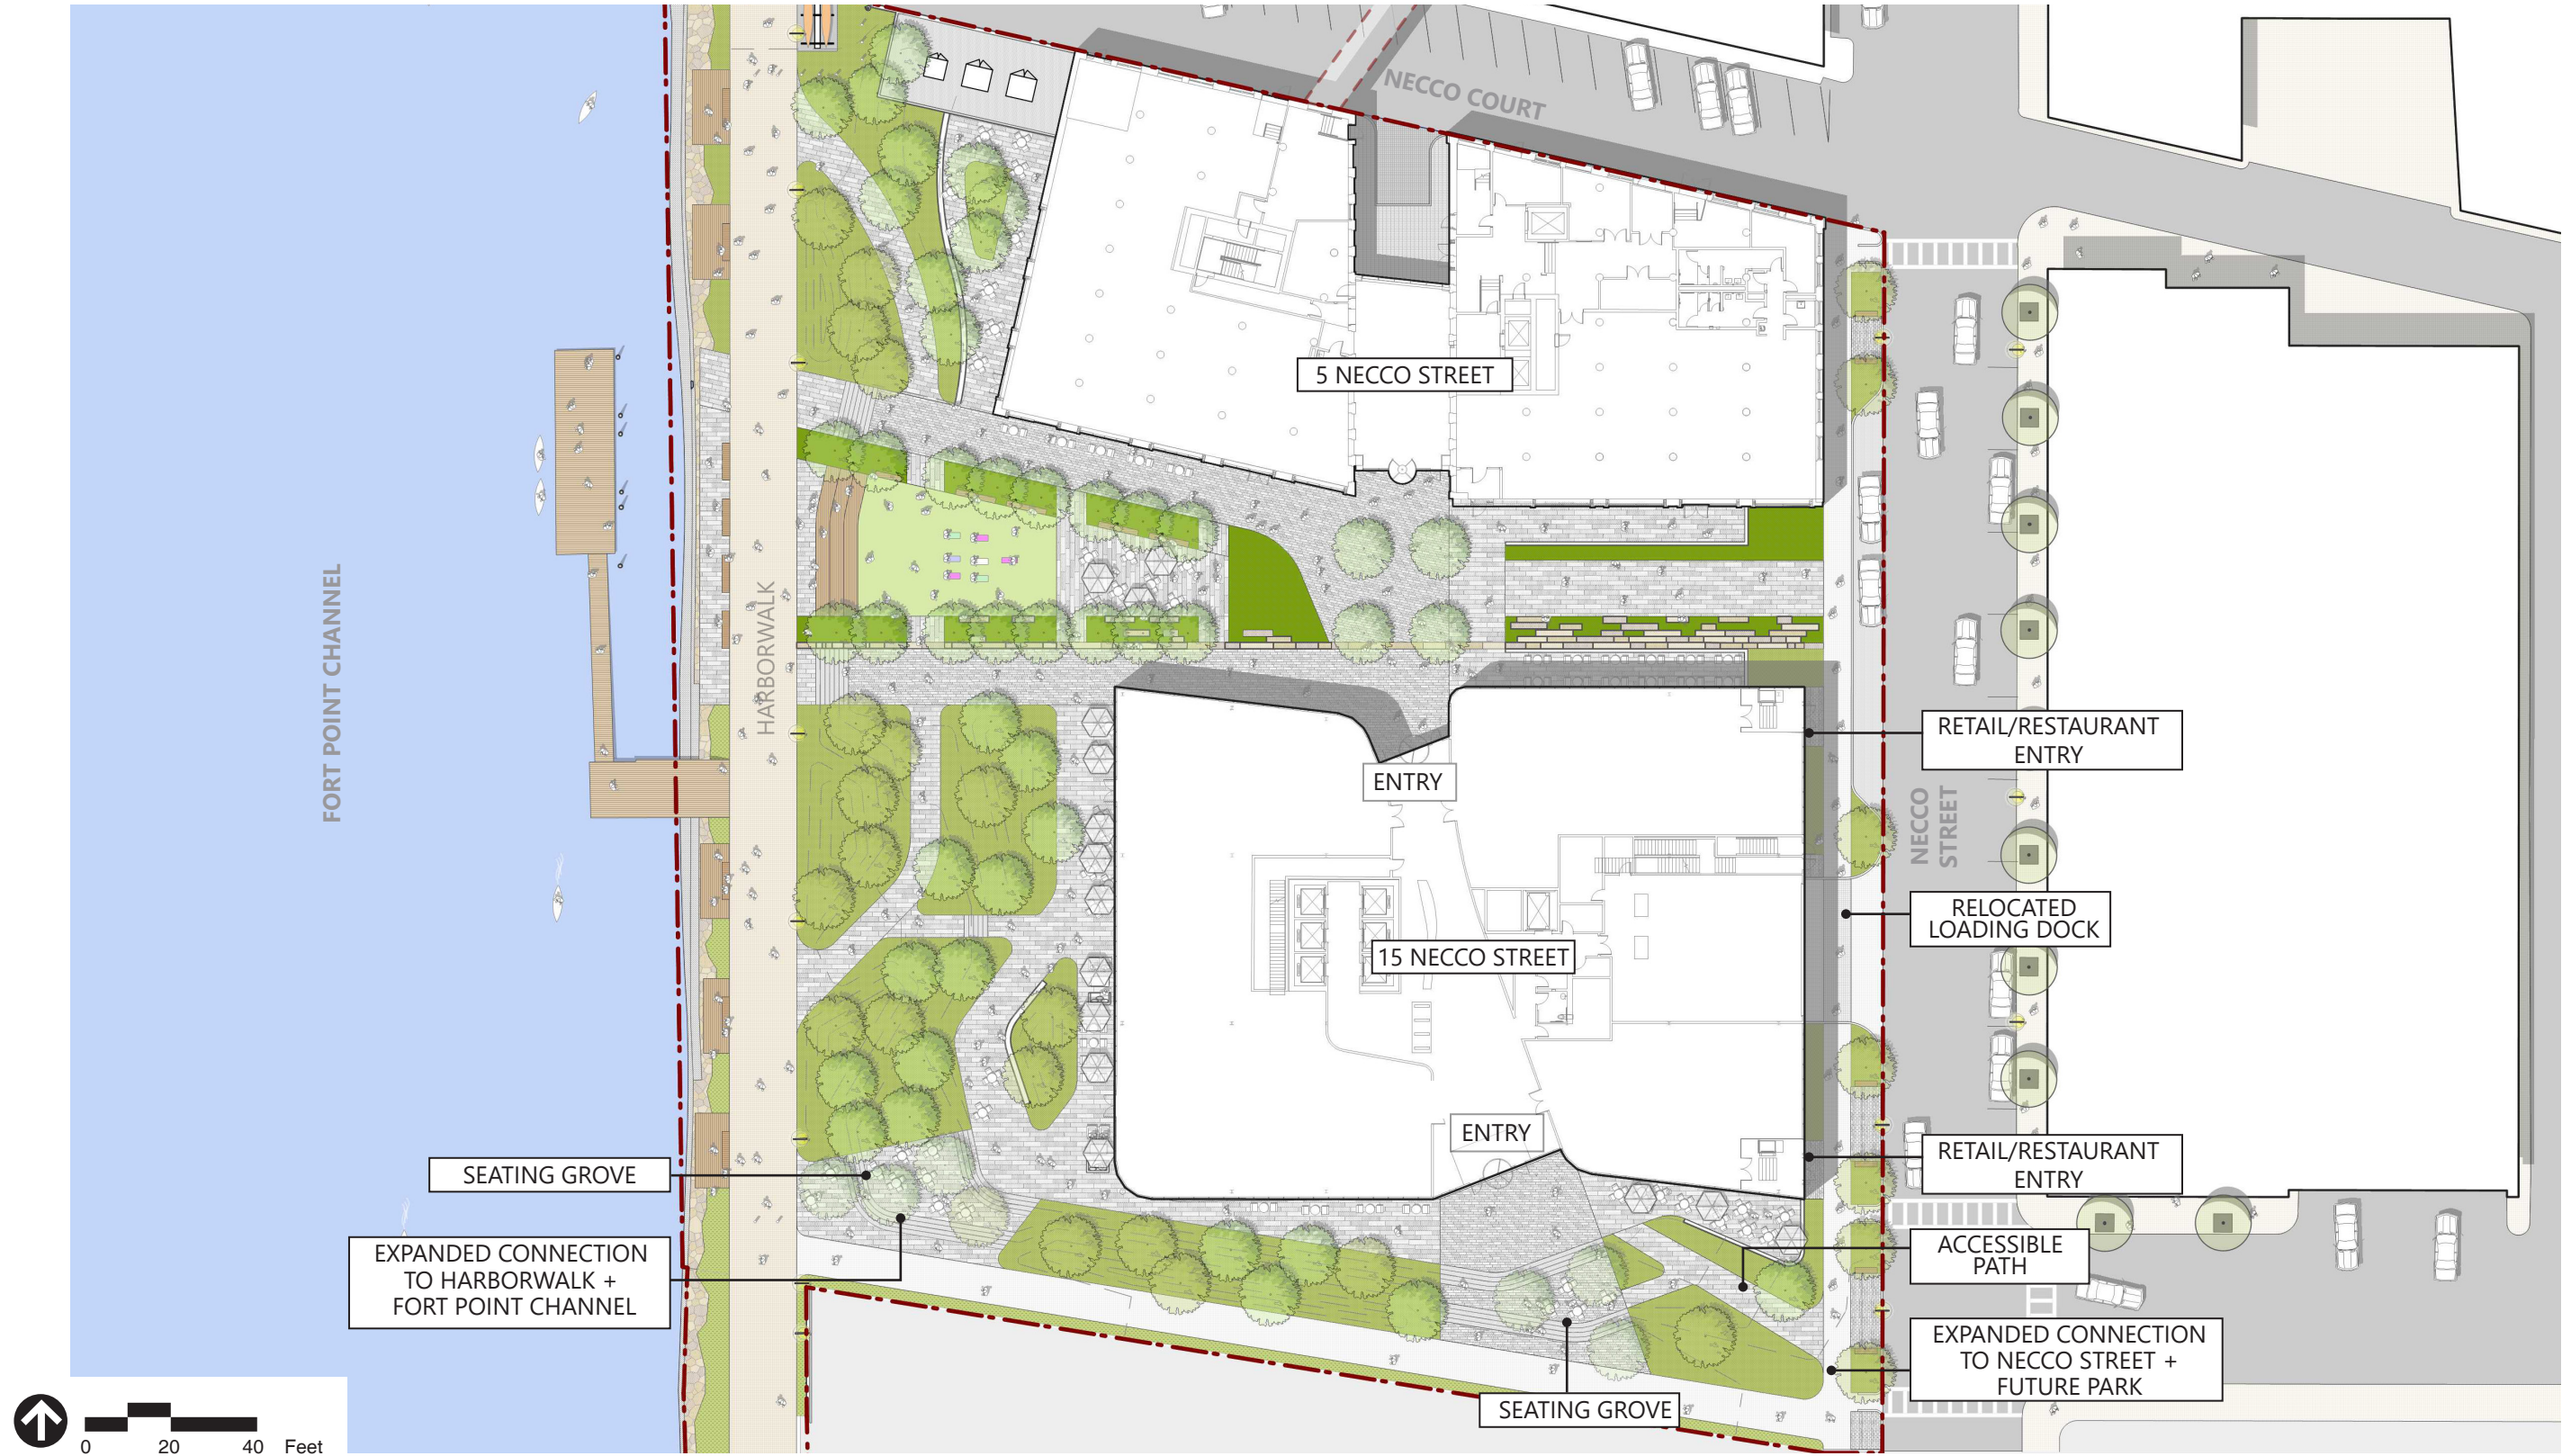 NECCO COURT
5 NECCO STREET
FORT POINT CHANNEL
HARBORWALK
RETAIL/RESTAURANT
ENTRY
ENTRY
NECCO
STREET
RELOCATED
LOADING DOCK
15 NECCO STREET
ENTRY
RETAIL/RESTAURANT
ENTRY
SEATING GROVE
EXPANDED CONNECTION
TO HARBORWALK +
FORT POINT CHANNEL
ACCESSIBLE
PATH
EXPANDED CONNECTION
TO NECCO STREET +
FUTURE PARK
SEATING GROVE
0 20 40 Feet